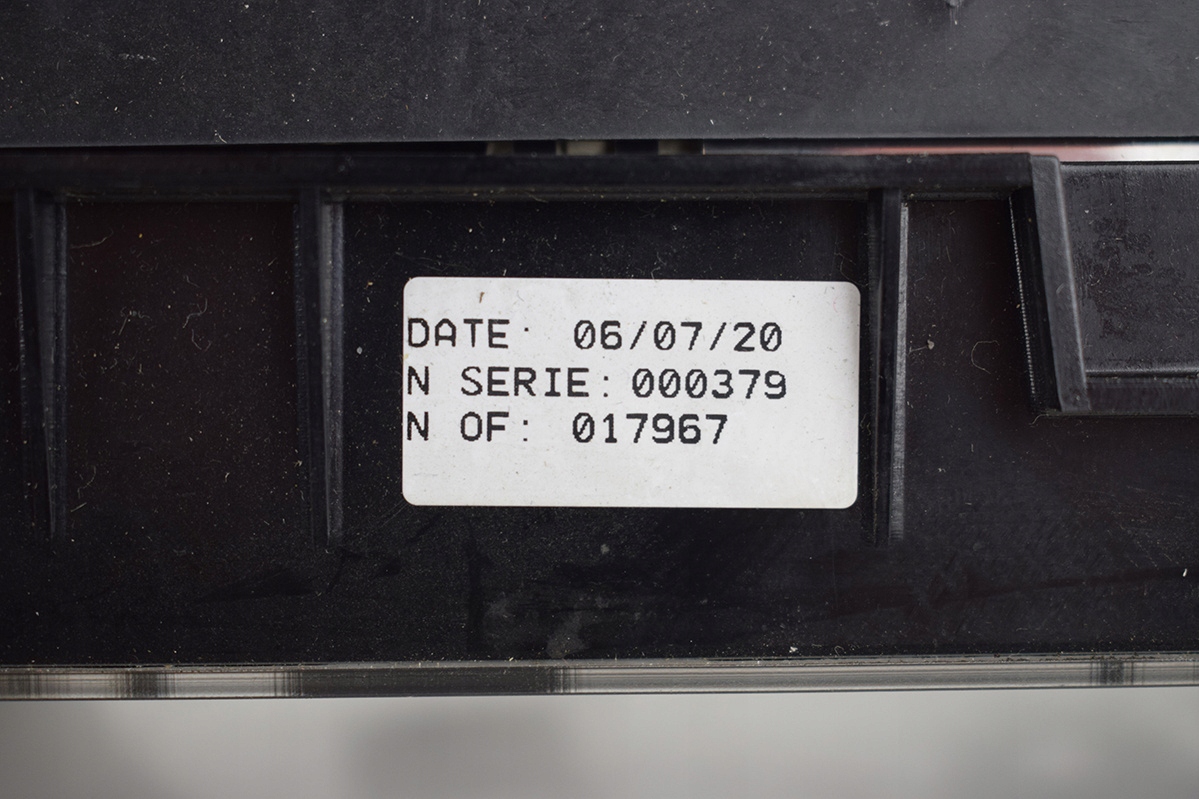 DATE: 06/07/20
N SERIE: 000379
N OF: 017967